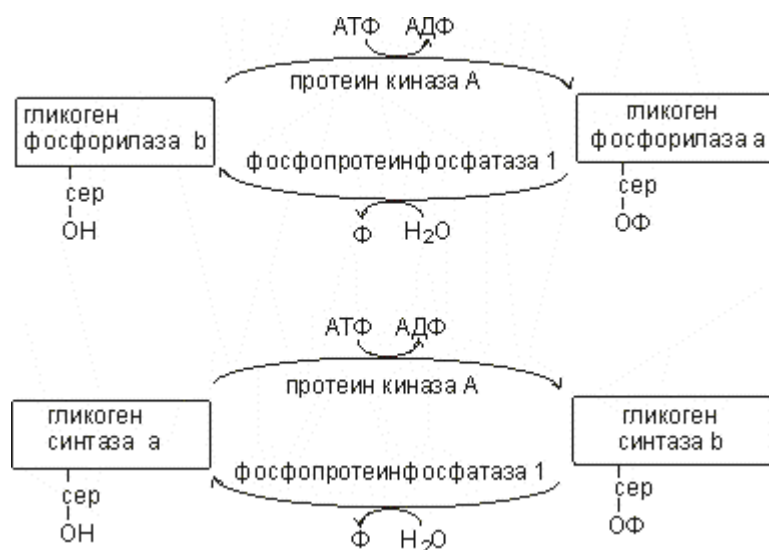 АТФ АДФ
протеин киназа А
гликоген
фосфорилаза b
гликоген
фосфорилаза а
фосфопротеинфосфатаза 1
сер
ОН
сер
ОФ
Ф H₂O
АТФ АДФ
протеин киназа А
гликоген
синтаза а
гликоген
синтаза b
фосфопротеинфосфатаза 1
сер
ОН
сер
ОФ
Ф H₂O